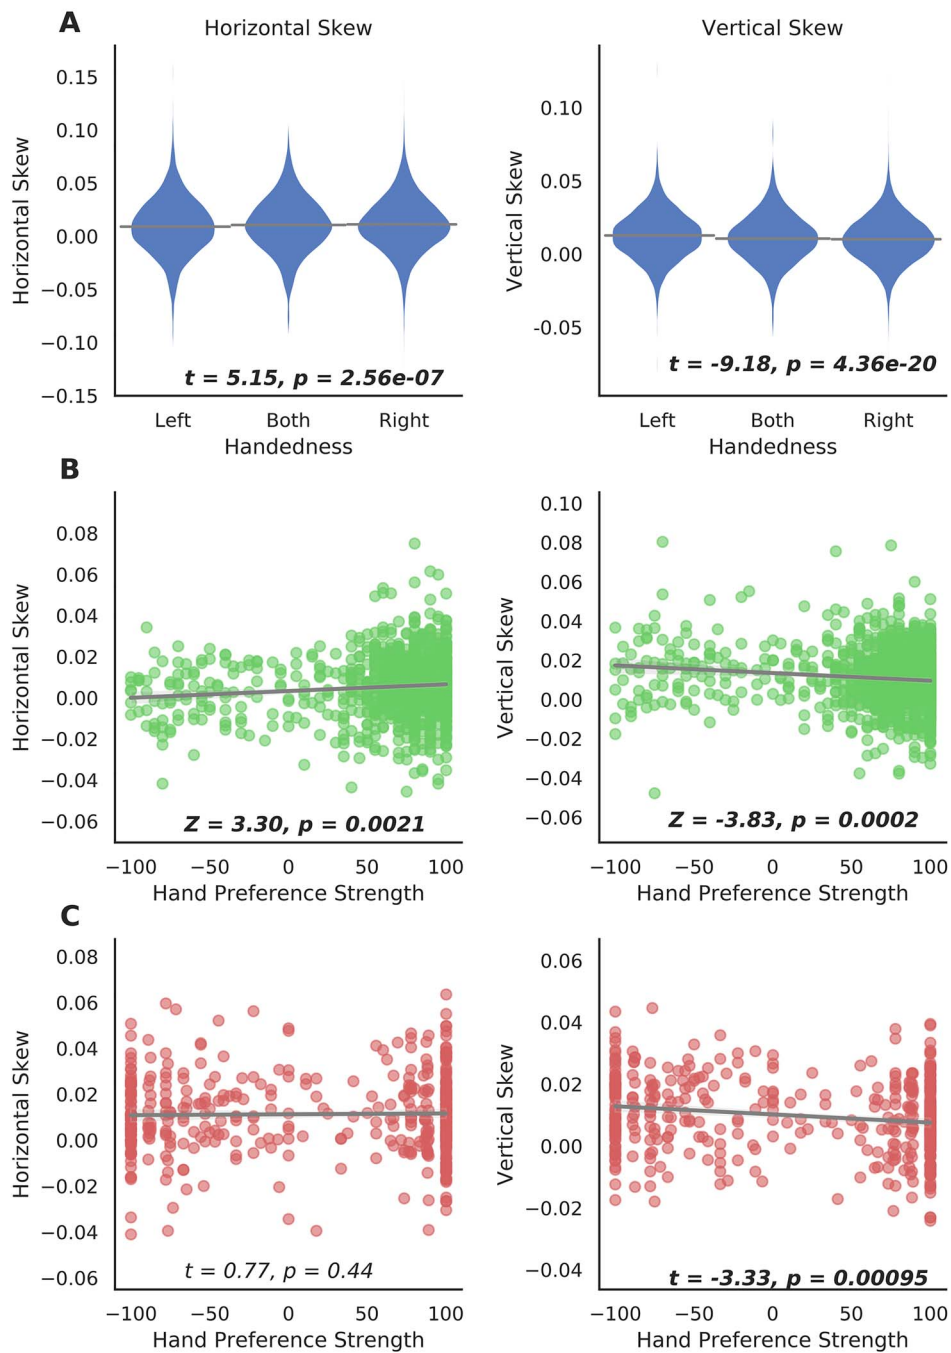 A
Horizontal Skew
Vertical Skew
Horizontal Skew
0.15
0.10
0.05
0.00
−0.05
−0.10
−0.15
t = 5.15, p = 2.56e-07
Left Both Right
Handedness
Vertical Skew
0.10
0.05
0.00
-0.05
t = -9.18, p = 4.36e-20
Left Both Right
Handedness
B
Horizontal Skew
0.08
0.06
0.04
0.02
0.00
−0.02
−0.04
−0.06
Z = 3.30, p = 0.0021
−100 −50 0 50 100
Hand Preference Strength
Vertical Skew
0.10
0.08
0.06
0.04
0.02
0.00
−0.02
−0.04
−0.06
Z = -3.83, p = 0.0002
−100 −50 0 50 100
Hand Preference Strength
C
Horizontal Skew
0.08
0.06
0.04
0.02
0.00
−0.02
−0.04
−0.06
t = 0.77, p = 0.44
−100 −50 0 50 100
Hand Preference Strength
Vertical Skew
0.06
0.04
0.02
0.00
−0.02
−0.04
t = -3.33, p = 0.00095
−100 −50 0 50 100
Hand Preference Strength